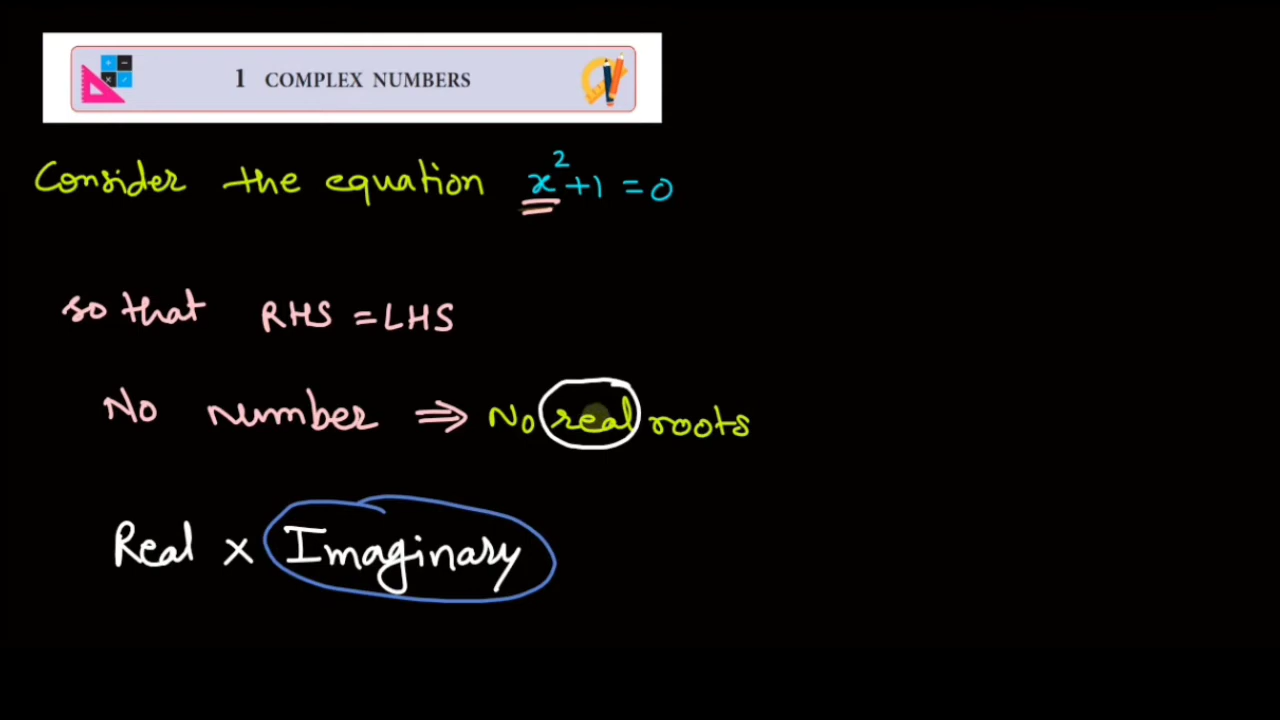 1 COMPLEX NUMBERS
Consider the equation x²+1=0
so that RHS = LHS
No number ⇒ No real roots
Real × Imaginary